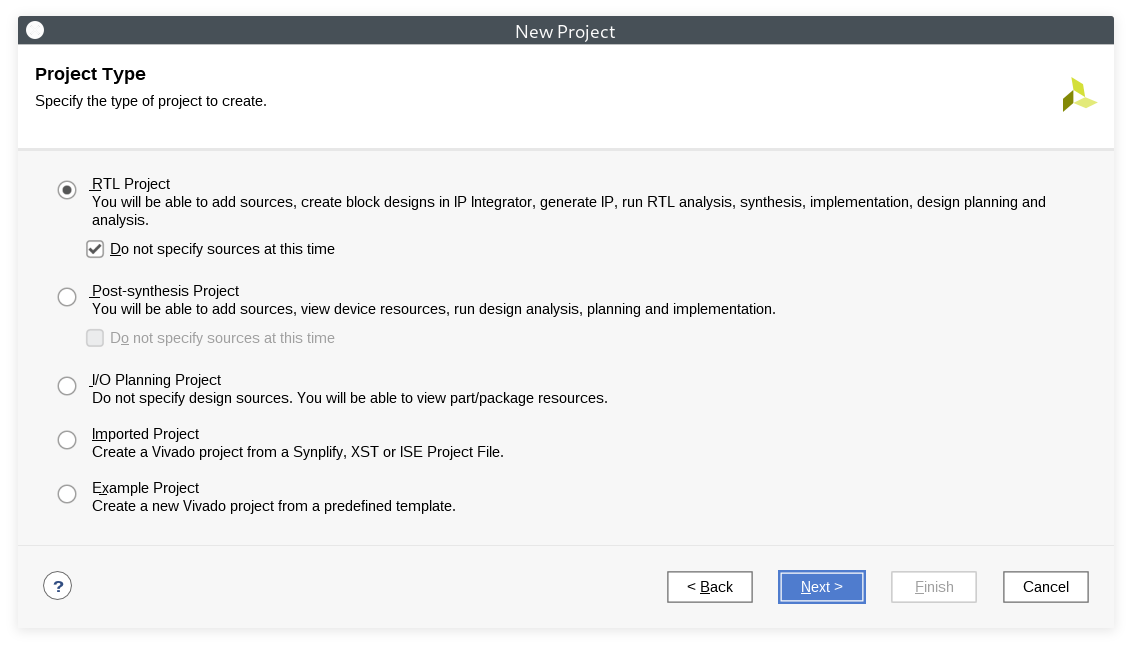 New Project
Project Type
Specify the type of project to create.
RTL Project
You will be able to add sources, create block designs in IP Integrator, generate IP, run RTL analysis, synthesis, implementation, design planning and
analysis.
Do not specify sources at this time
Post-synthesis Project
You will be able to add sources, view device resources, run design analysis, planning and implementation.
Do not specify sources at this time
I/O Planning Project
Do not specify design sources. You will be able to view part/package resources.
Imported Project
Create a Vivado project from a Synplify, XST or ISE Project File.
Example Project
Create a new Vivado project from a predefined template.
? < Back Next > Finish Cancel